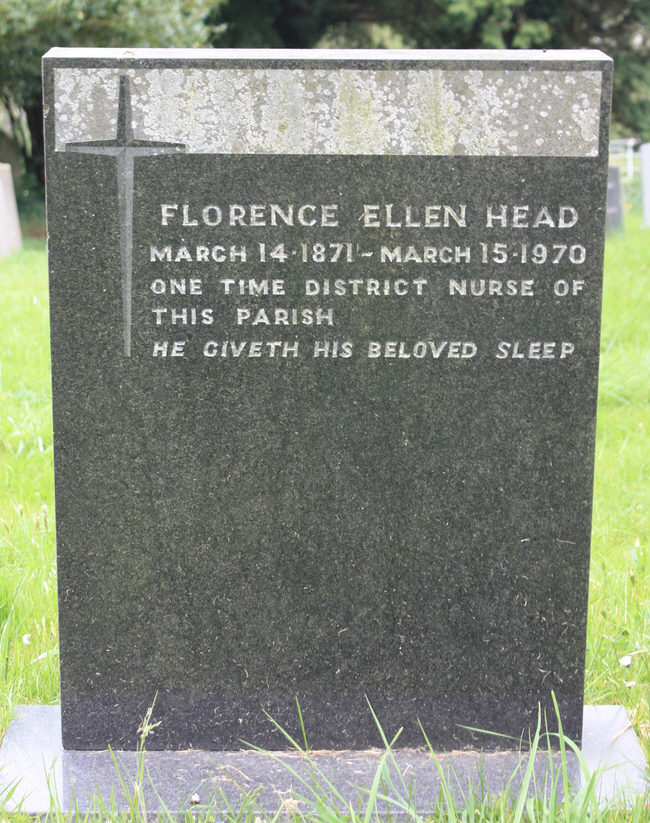 FLORENCE ELLEN HEAD
MARCH 14·1871 ~ MARCH 15·1970
ONE TIME DISTRICT NURSE OF
THIS PARISH
HE GIVETH HIS BELOVED SLEEP